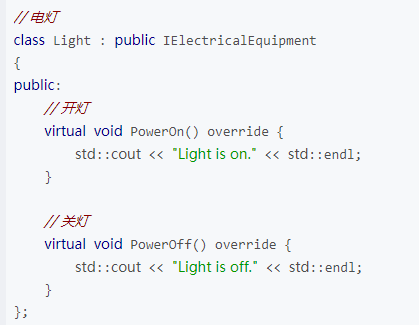 //电灯
class Light : public IElectricalEquipment
{
public:
    //开灯
    virtual void PowerOn() override {
        std::cout << "Light is on." << std::endl;
    }

    //关灯
    virtual void PowerOff() override {
        std::cout << "Light is off." << std::endl;
    }
};